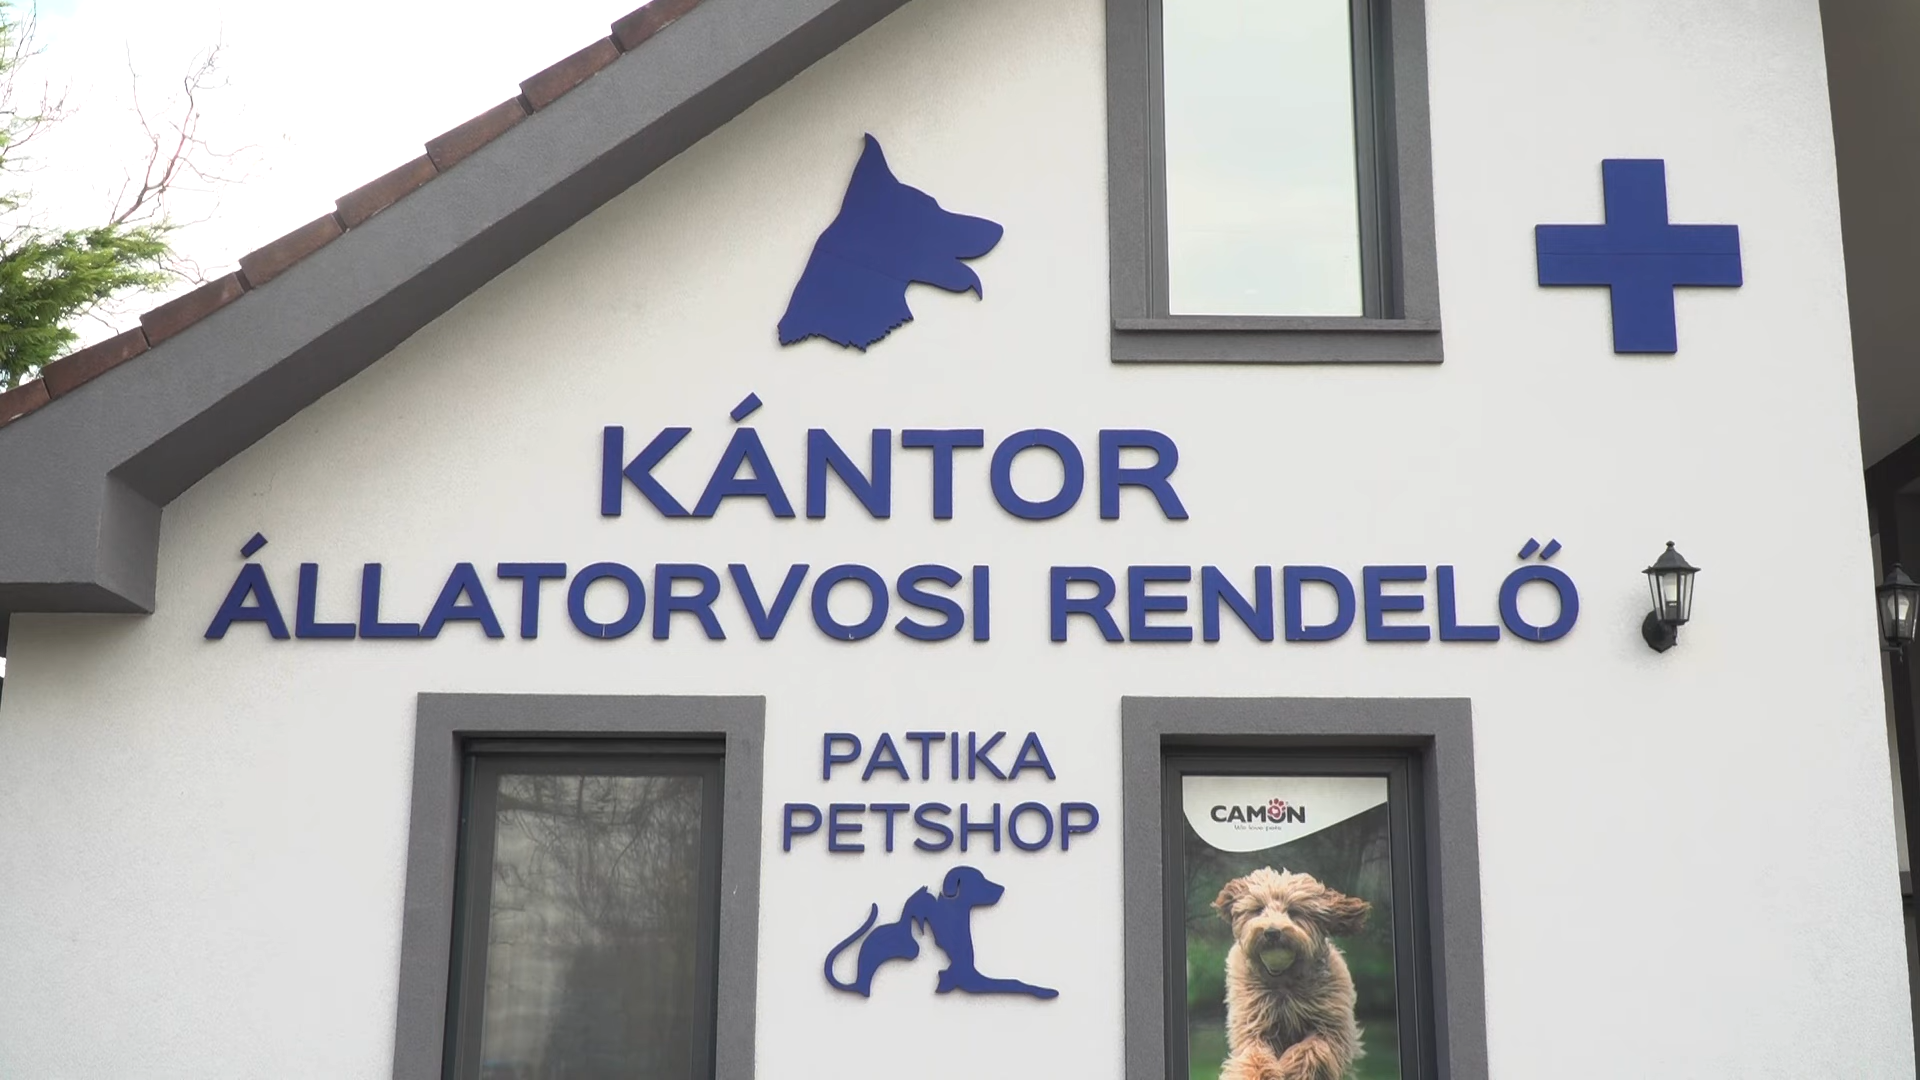 KÁNTOR
ÁLLATORVOSI RENDELŐ
PATIKA
PETSHOP
CAMON